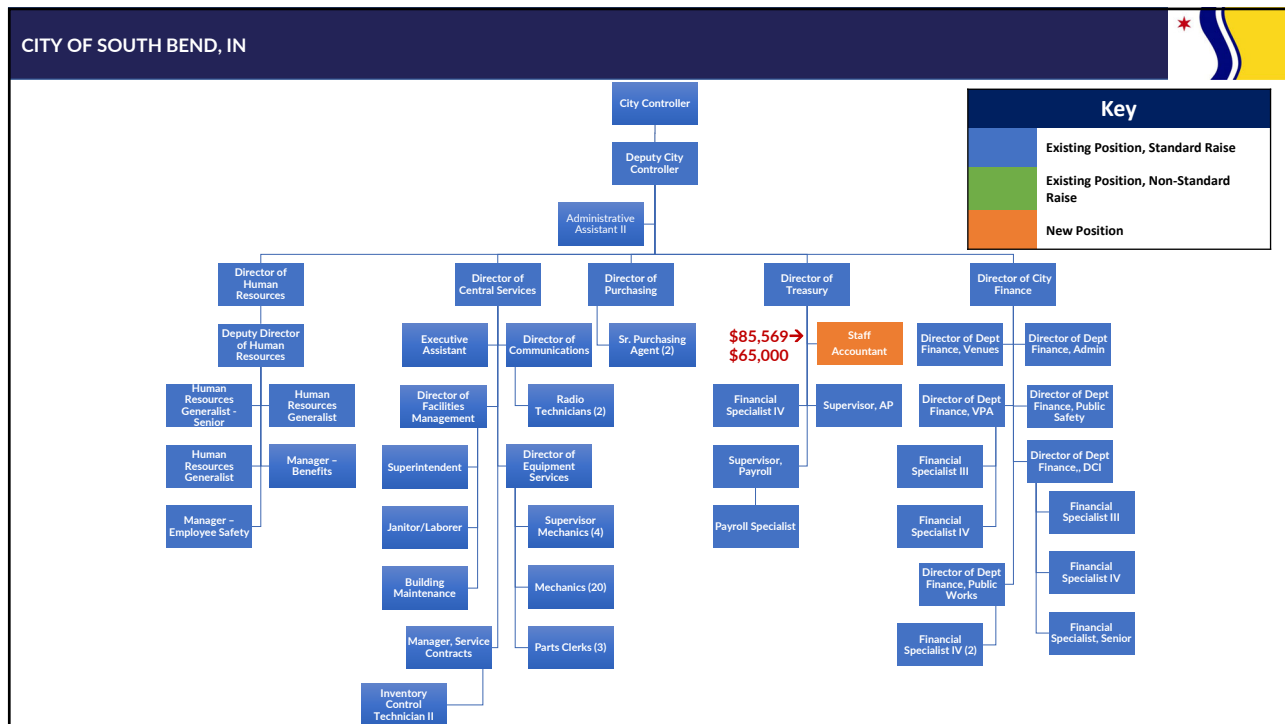 CITY OF SOUTH BEND, IN
City Controller
Key
Existing Position, Standard Raise
Existing Position, Non-Standard
Raise
New Position
Deputy City
Controller
Administrative
Assistant II
Director of
Human
Resources
Director of
Central Services
Director of
Purchasing
Director of
Treasury
Director of City
Finance
Deputy Director
of Human
Resources
Human
Resources
Generalist -
Senior
Human
Resources
Generalist
Human
Resources
Generalist
Manager –
Benefits
Manager –
Employee Safety
Executive
Assistant
Director of
Communications
Director of
Facilities
Management
Radio
Technicians (2)
Superintendent
Director of
Equipment
Services
Janitor/Laborer
Supervisor
Mechanics (4)
Building
Maintenance
Mechanics (20)
Manager, Service
Contracts
Parts Clerks (3)
Inventory
Control
Technician II
Sr. Purchasing
Agent (2)
$85,569→
$65,000
Staff
Accountant
Financial
Specialist IV
Supervisor, AP
Supervisor,
Payroll
Payroll Specialist
Director of Dept
Finance, Venues
Director of Dept
Finance, Admin
Director of Dept
Finance, VPA
Director of Dept
Finance, Public
Safety
Financial
Specialist III
Director of Dept
Finance,, DCI
Financial
Specialist IV
Financial
Specialist III
Director of Dept
Finance, Public
Works
Financial
Specialist IV
Financial
Specialist IV (2)
Financial
Specialist, Senior